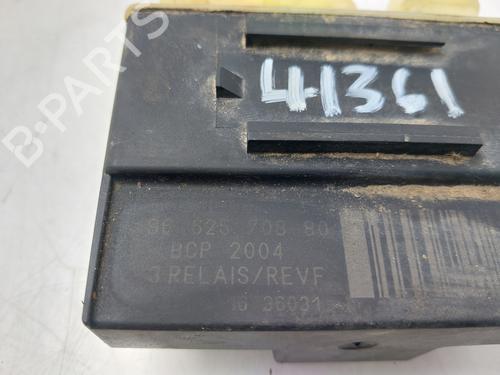 41361
96 625 708 80
BCP 2004
3 RELAIS/REVF
16 36031
B-PARTS